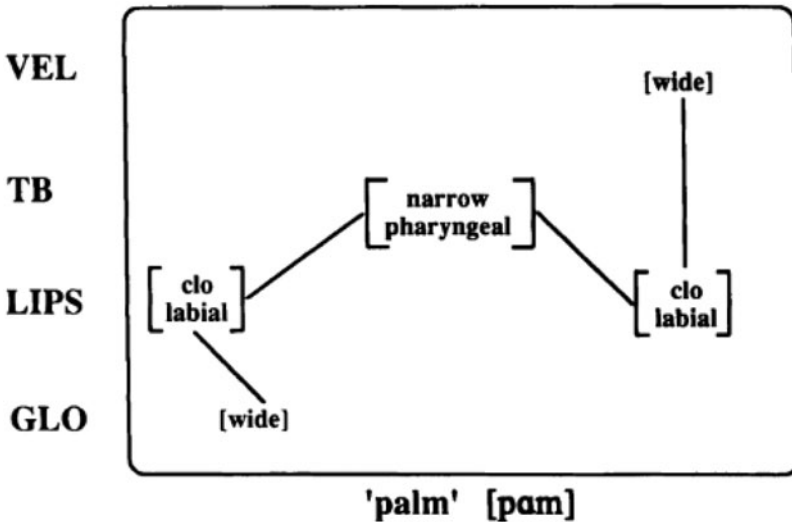 VEL
[wide]
TB
narrow
pharyngeal
LIPS
clo
labial
clo
labial
GLO
[wide]
'palm' [pɑm]